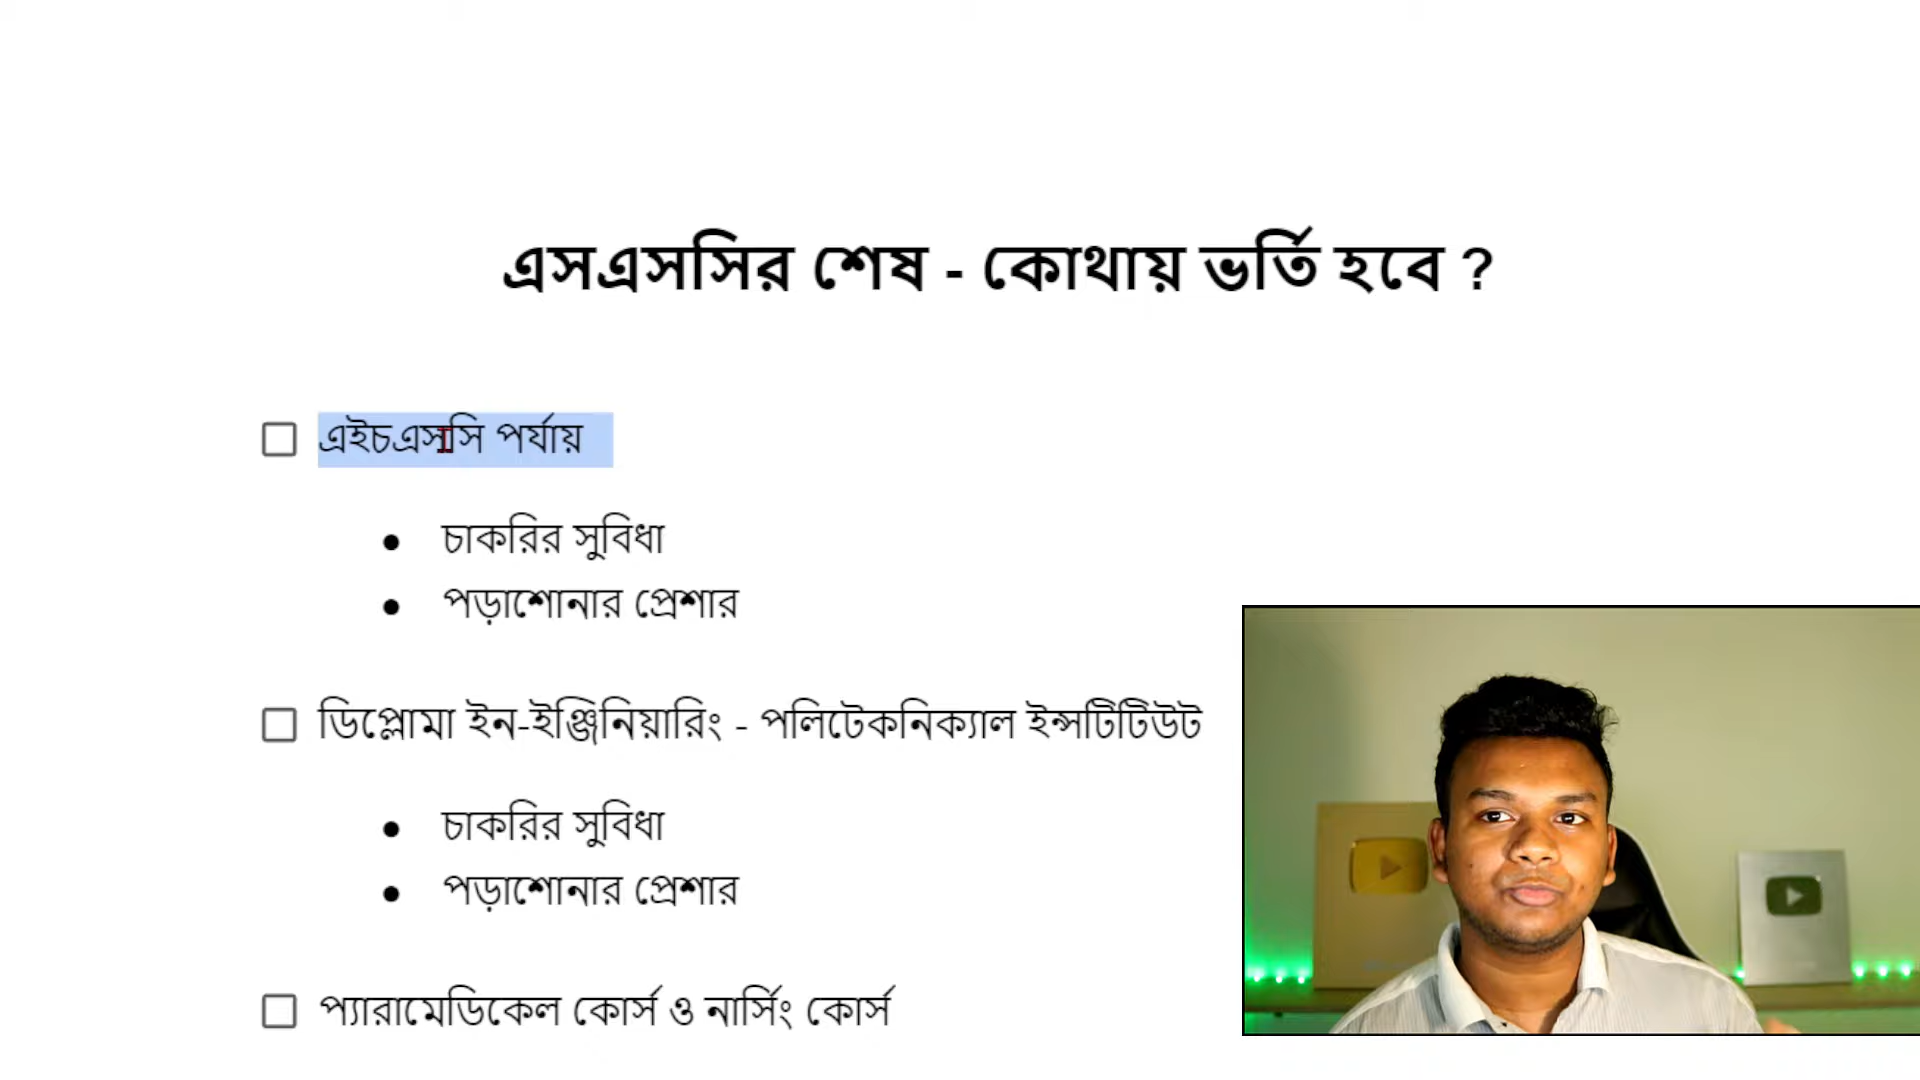 এসএসসির শেষ - কোথায় ভর্তি হবে ?
এইচএসসি পর্যায়
চাকরির সুবিধা
পড়াশোনার প্রেশার
ডিপ্লোমা ইন-ইঞ্জিনিয়ারিং - পলিটেকনিক্যাল ইন্সটিটিউট
চাকরির সুবিধা
পড়াশোনার প্রেশার
প্যারামেডিকেল কোর্স ও নার্সিং কোর্স